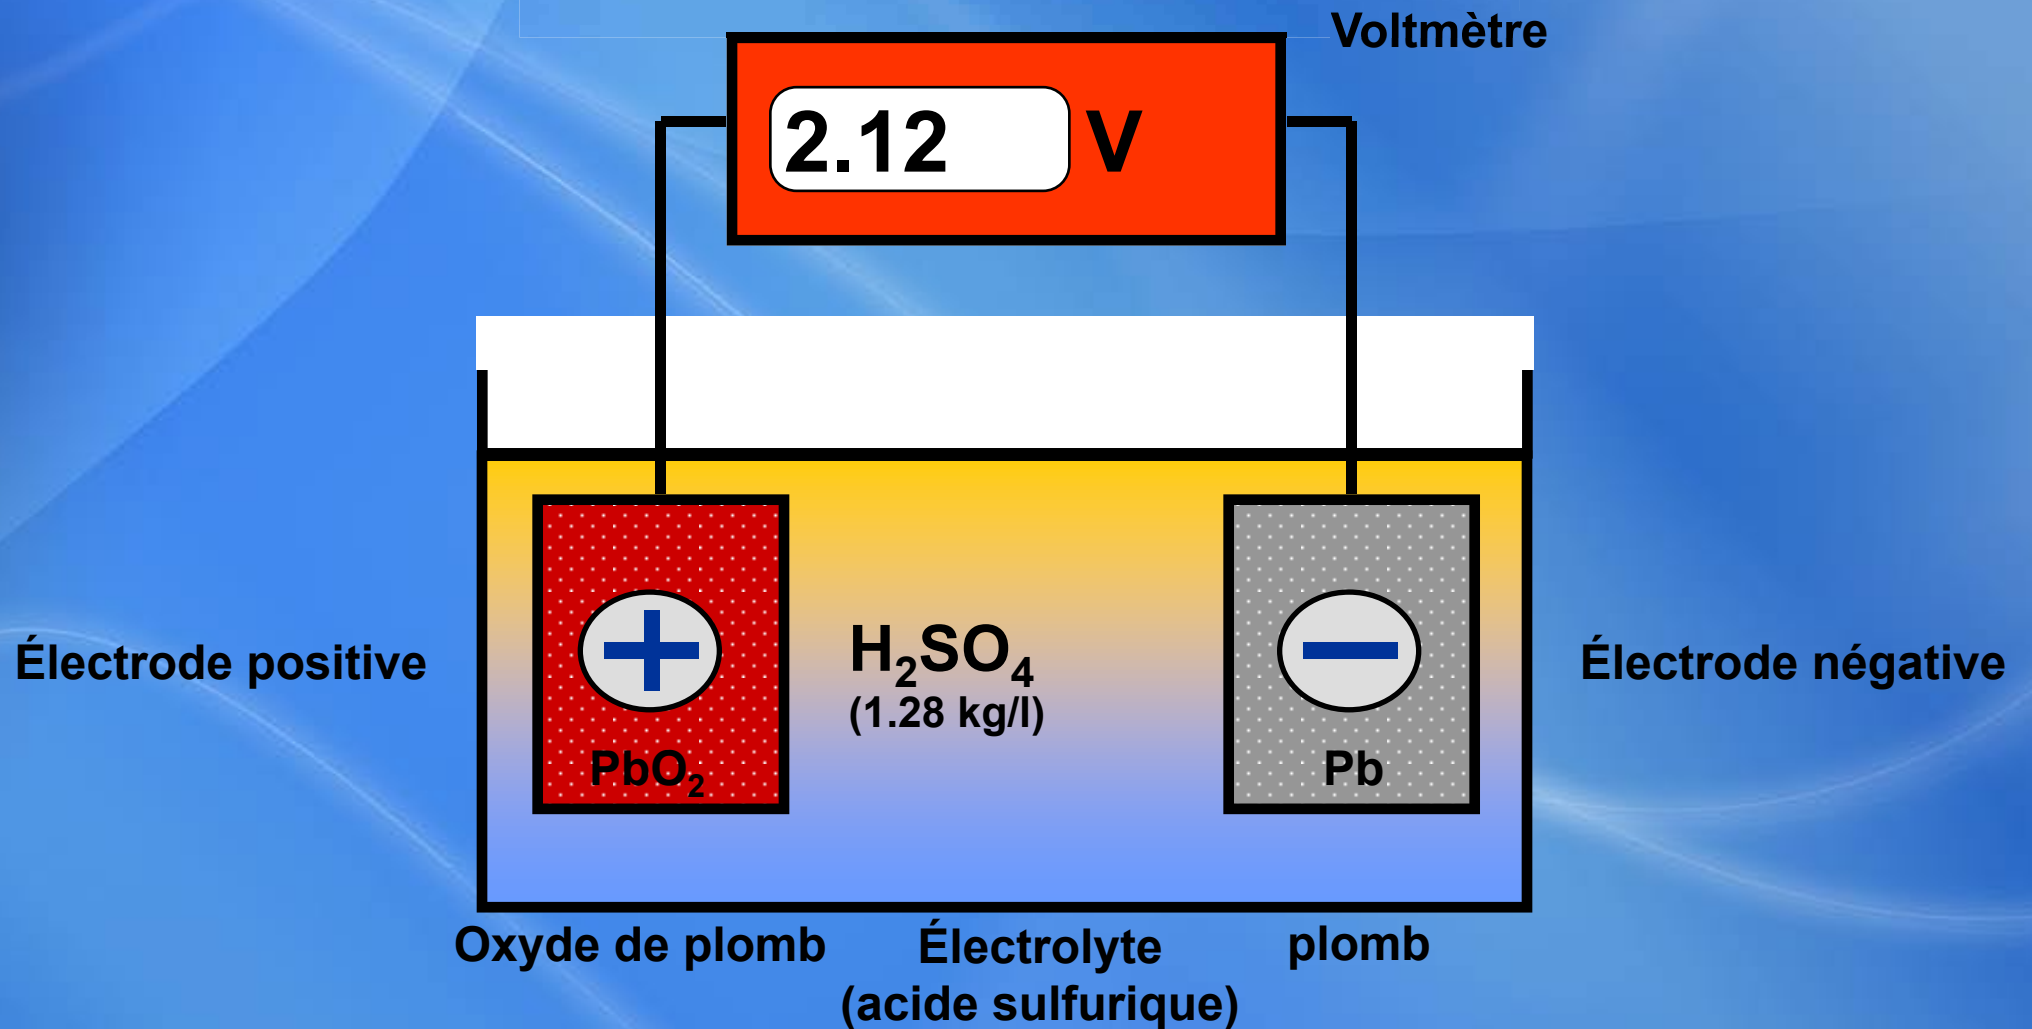 Voltmètre
2.12 V
Électrode positive
+
H₂SO₄
(1.28 kg/l)
PbO₂
−
Pb
Électrode négative
Oxyde de plomb
Électrolyte
(acide sulfurique)
plomb